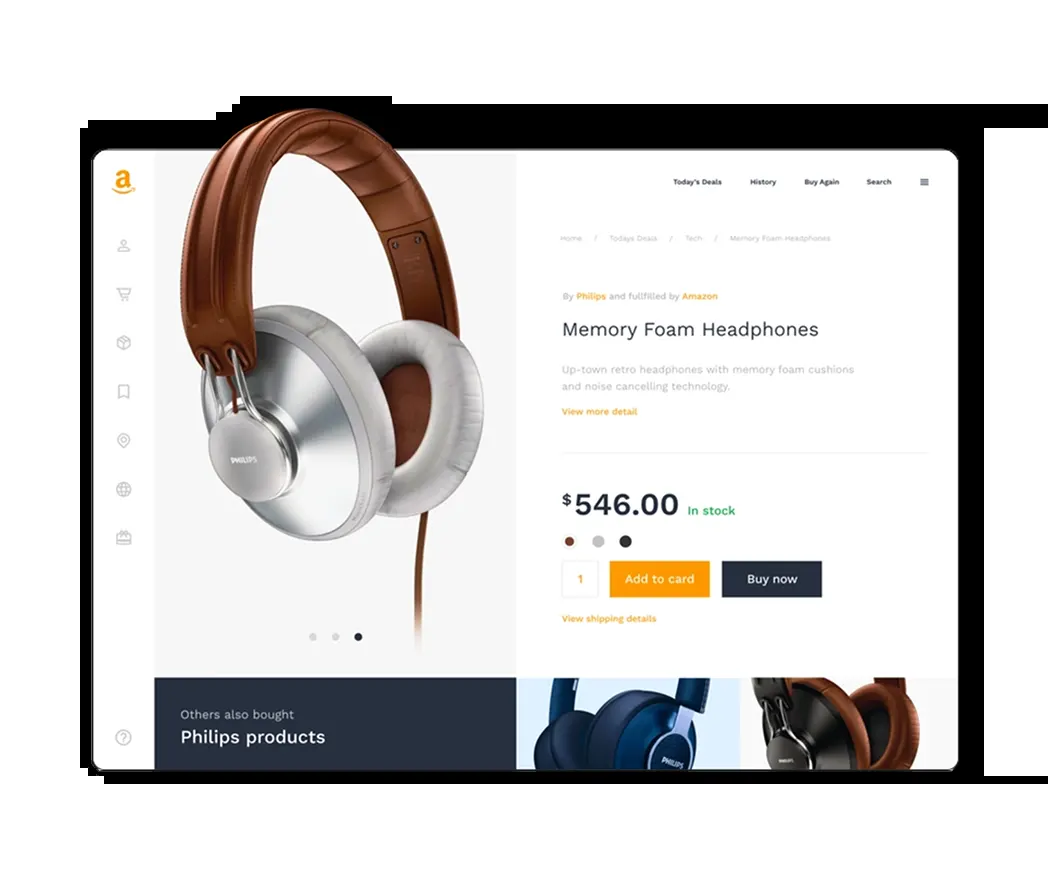 a
Today's Deals History Buy Again Search
Home / Todays Deals / Tech / Memory Foam Headphones
By Philips and fullfilled by Amazon
Memory Foam Headphones
Up-town retro headphones with memory foam cushions
and noise cancelling technology.
View more detail
PHILIPS
$546.00 In stock
1 Add to card Buy now
View shipping details
Others also bought
Philips products
PHILIPS
PHILIPS